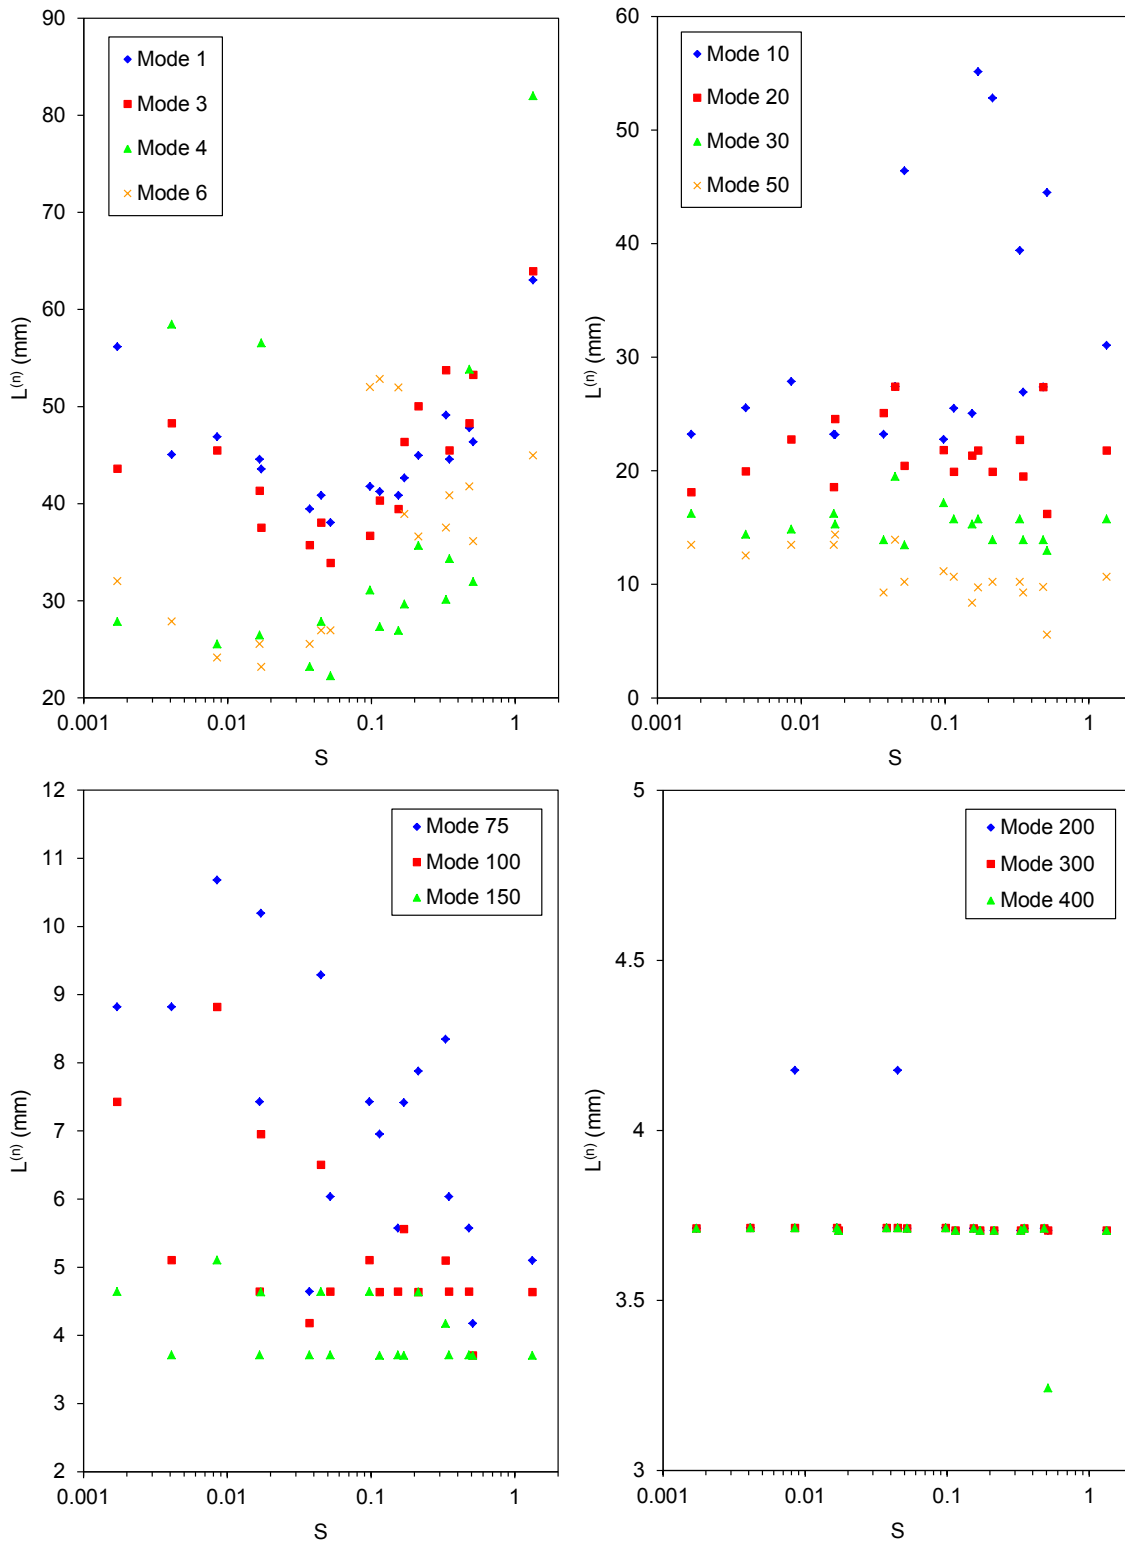 90
80
70
60
50
40
30
20
L(n) (mm)
0.001
0.01
0.1
1
S
Mode 1
Mode 3
Mode 4
Mode 6
60
50
40
30
20
10
0
L(n) (mm)
0.001
0.01
0.1
1
S
Mode 10
Mode 20
Mode 30
Mode 50
12
11
10
9
8
7
6
5
4
3
2
L(n) (mm)
0.001
0.01
0.1
1
S
Mode 75
Mode 100
Mode 150
5
4.5
4
3.5
3
L(n) (mm)
0.001
0.01
0.1
1
S
Mode 200
Mode 300
Mode 400